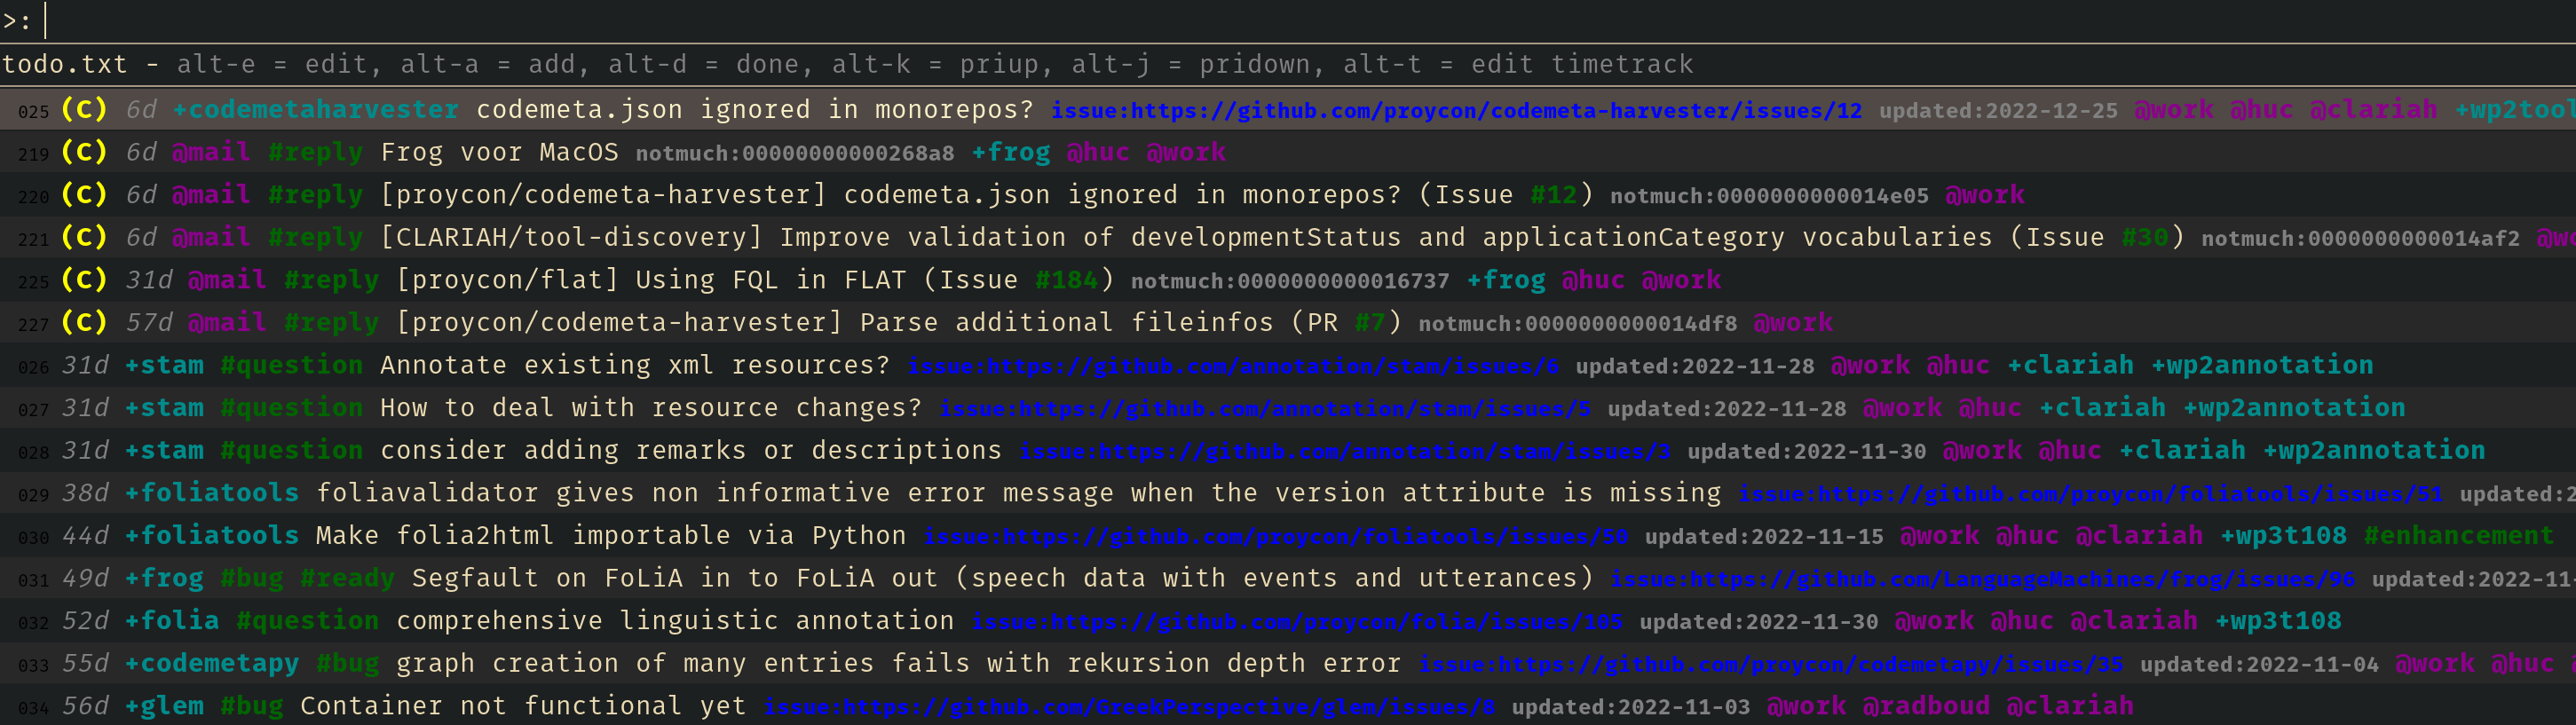 >:
todo.txt - alt-e = edit, alt-a = add, alt-d = done, alt-k = priup, alt-j = pridown, alt-t = edit timetrack
025 (C) 6d +codemetaharvester codemeta.json ignored in monorepos? issue:https://github.com/proycon/codemeta-harvester/issues/12 updated:2022-12-25 @work @huc @clariah +wp2tool
219 (C) 6d @mail #reply Frog voor MacOS notmuch:00000000000268a8 +frog @huc @work
220 (C) 6d @mail #reply [proycon/codemeta-harvester] codemeta.json ignored in monorepos? (Issue #12) notmuch:0000000000014e05 @work
221 (C) 6d @mail #reply [CLARIAH/tool-discovery] Improve validation of developmentStatus and applicationCategory vocabularies (Issue #30) notmuch:0000000000014af2 @wo
225 (C) 31d @mail #reply [proycon/flat] Using FQL in FLAT (Issue #184) notmuch:0000000000016737 +frog @huc @work
227 (C) 57d @mail #reply [proycon/codemeta-harvester] Parse additional fileinfos (PR #7) notmuch:0000000000014df8 @work
026 31d +stam #question Annotate existing xml resources? issue:https://github.com/annotation/stam/issues/6 updated:2022-11-28 @work @huc +clariah +wp2annotation
027 31d +stam #question How to deal with resource changes? issue:https://github.com/annotation/stam/issues/5 updated:2022-11-28 @work @huc +clariah +wp2annotation
028 31d +stam #question consider adding remarks or descriptions issue:https://github.com/annotation/stam/issues/3 updated:2022-11-30 @work @huc +clariah +wp2annotation
029 38d +foliatools foliavalidator gives non informative error message when the version attribute is missing issue:https://github.com/proycon/foliatools/issues/51 updated:2
030 44d +foliatools Make folia2html importable via Python issue:https://github.com/proycon/foliatools/issues/50 updated:2022-11-15 @work @huc @clariah +wp3t108 #enhancement
031 49d +frog #bug #ready Segfault on FoLiA in to FoLiA out (speech data with events and utterances) issue:https://github.com/LanguageMachines/frog/issues/96 updated:2022-11-
032 52d +folia #question comprehensive linguistic annotation issue:https://github.com/proycon/folia/issues/105 updated:2022-11-30 @work @huc @clariah +wp3t108
033 55d +codemetapy #bug graph creation of many entries fails with rekursion depth error issue:https://github.com/proycon/codemetapy/issues/35 updated:2022-11-04 @work @huc @
034 56d +glem #bug Container not functional yet issue:https://github.com/GreekPerspective/glem/issues/8 updated:2022-11-03 @work @radboud @clariah